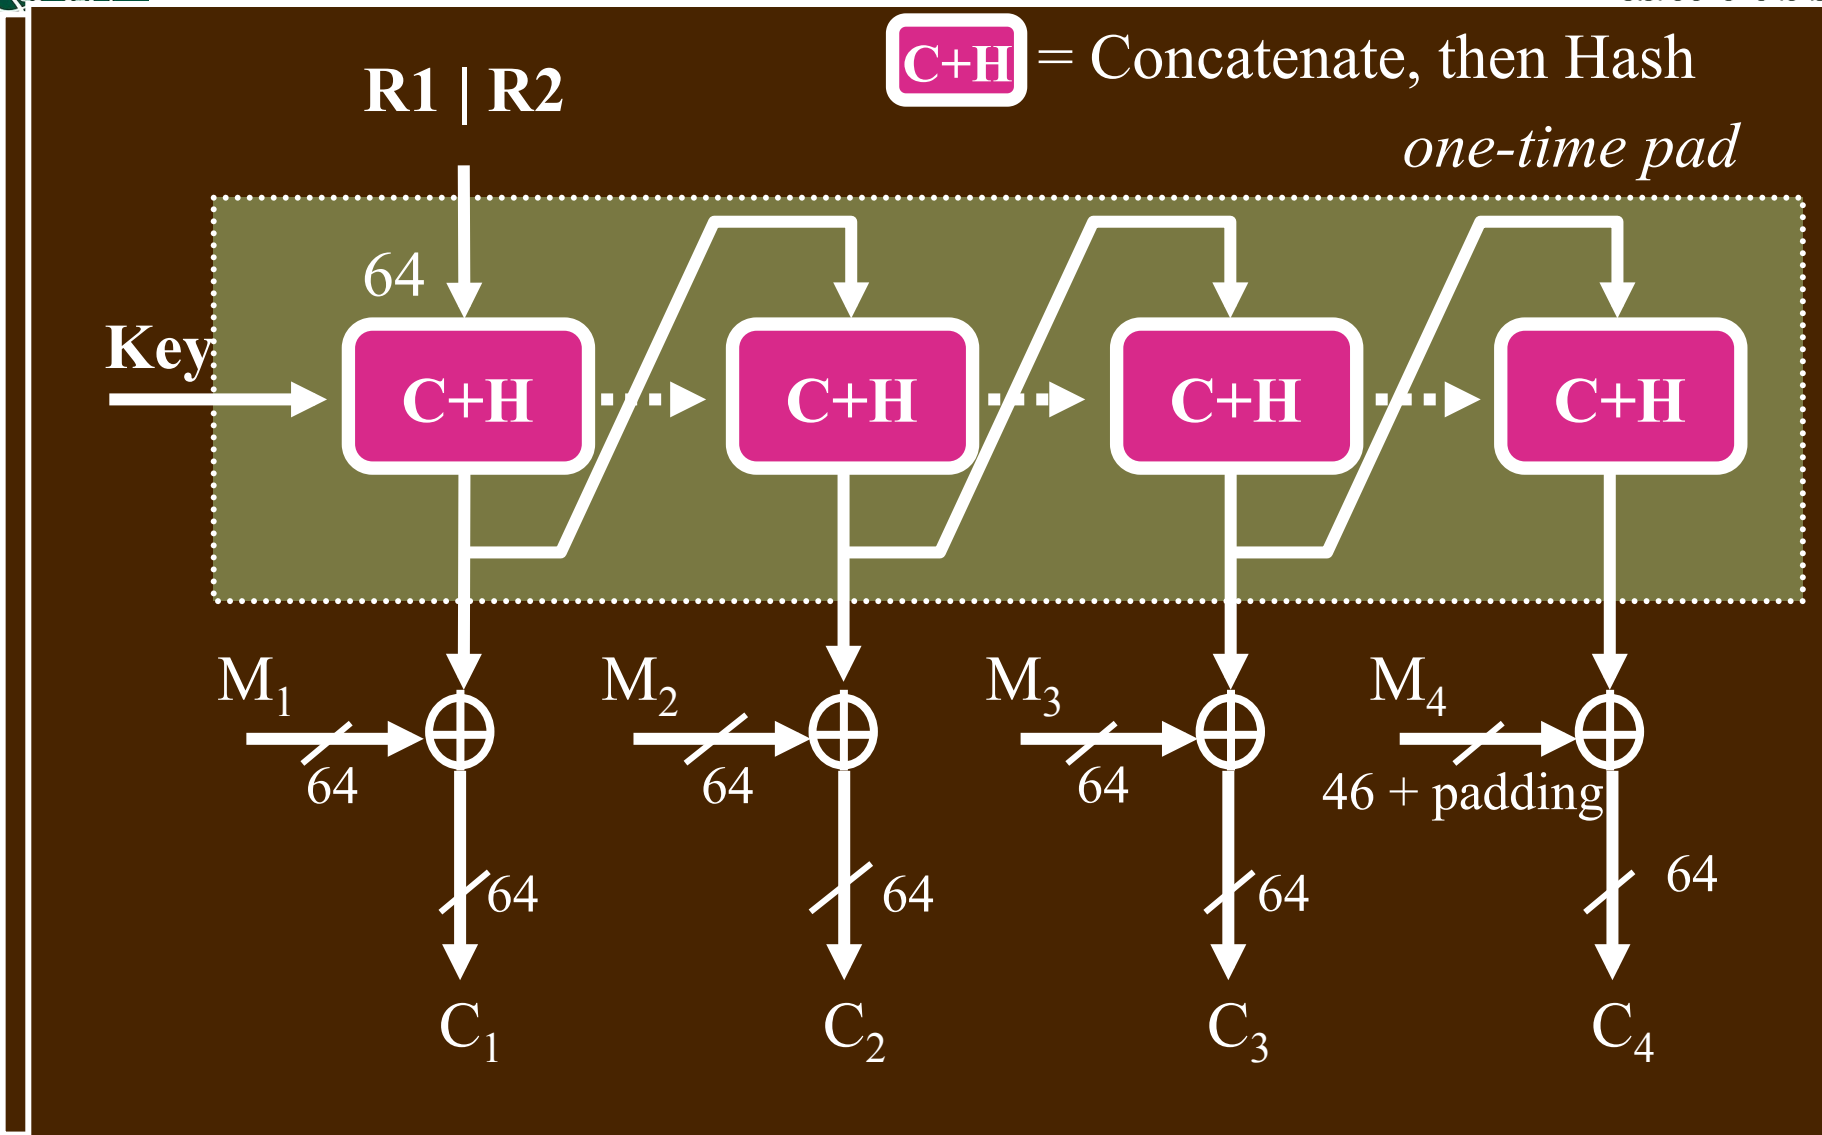 C+H = Concatenate, then Hash
R1 | R2
one-time pad
64
Key
C+H C+H C+H C+H
M1 M2 M3 M4
64 64 64 46 + padding
64 64 64 64
C1 C2 C3 C4